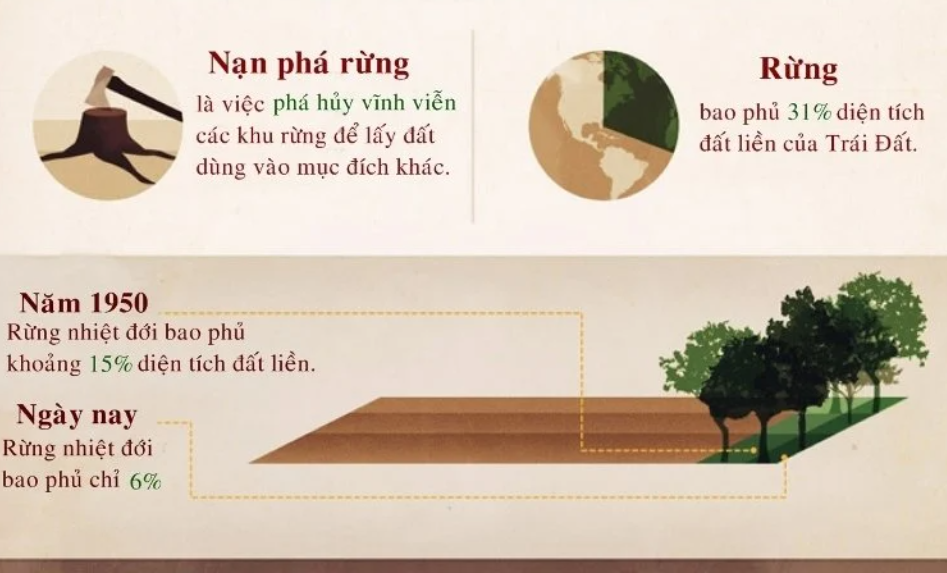 Nạn phá rừng
là việc phá hủy vĩnh viễn
các khu rừng để lấy đất
dùng vào mục đích khác.
Rừng
bao phủ 31% diện tích
đất liền của Trái Đất.
Năm 1950
Rừng nhiệt đới bao phủ
khoảng 15% diện tích đất liền.
Ngày nay
Rừng nhiệt đới
bao phủ chỉ 6%